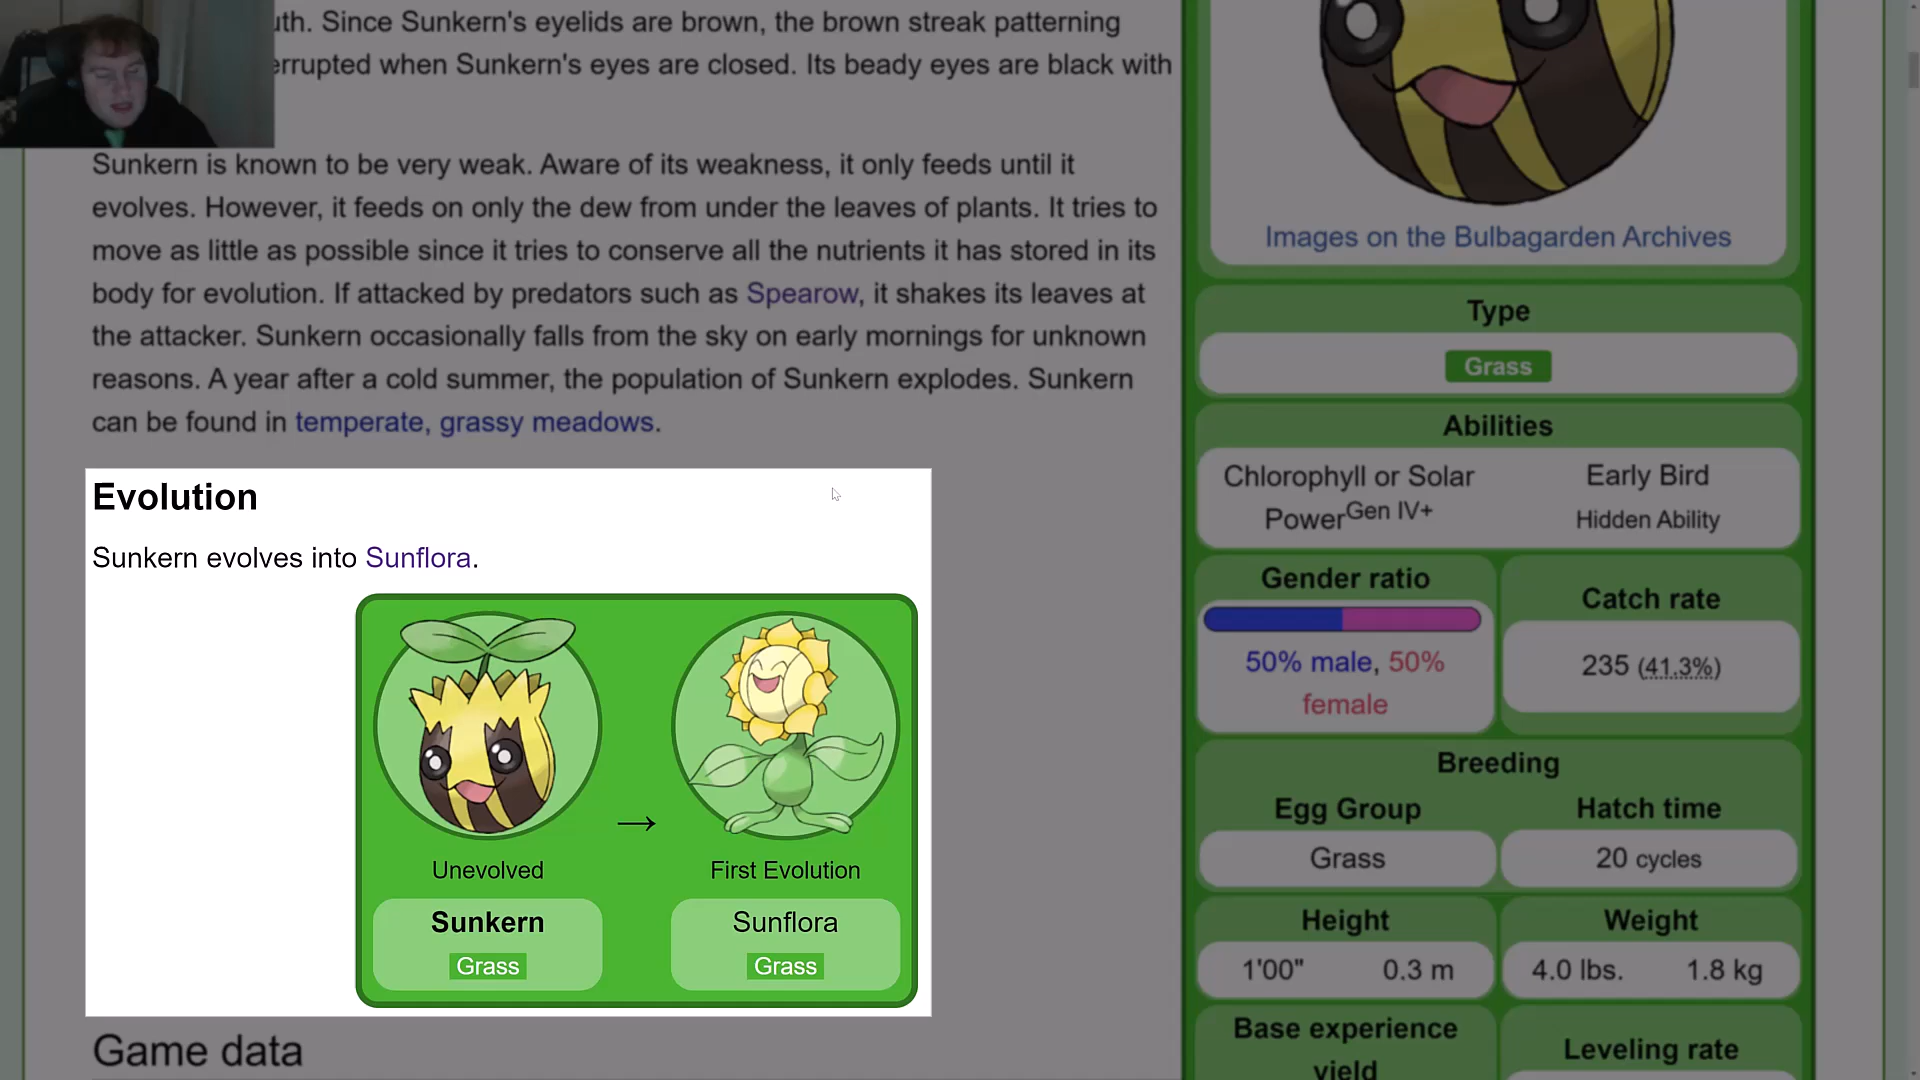 uth. Since Sunkern's eyelids are brown, the brown streak patterning
errupted when Sunkern's eyes are closed. Its beady eyes are black with
Sunkern is known to be very weak. Aware of its weakness, it only feeds until it
evolves. However, it feeds on only the dew from under the leaves of plants. It tries to
move as little as possible since it tries to conserve all the nutrients it has stored in its
body for evolution. If attacked by predators such as Spearow, it shakes its leaves at
the attacker. Sunkern occasionally falls from the sky on early mornings for unknown
reasons. A year after a cold summer, the population of Sunkern explodes. Sunkern
can be found in temperate, grassy meadows.
Evolution
Sunkern evolves into Sunflora.
→
Unevolved
First Evolution
Sunkern
Sunflora
Grass
Grass
Game data
Images on the Bulbagarden Archives
Type
Grass
Abilities
Chlorophyll or Solar
Power Gen IV+
Early Bird
Hidden Ability
Gender ratio
50% male, 50%
female
Catch rate
235 (41.3%)
Breeding
Egg Group
Grass
Hatch time
20 cycles
Height
1'00" 0.3 m
Weight
4.0 lbs. 1.8 kg
Base experience
yield
Leveling rate